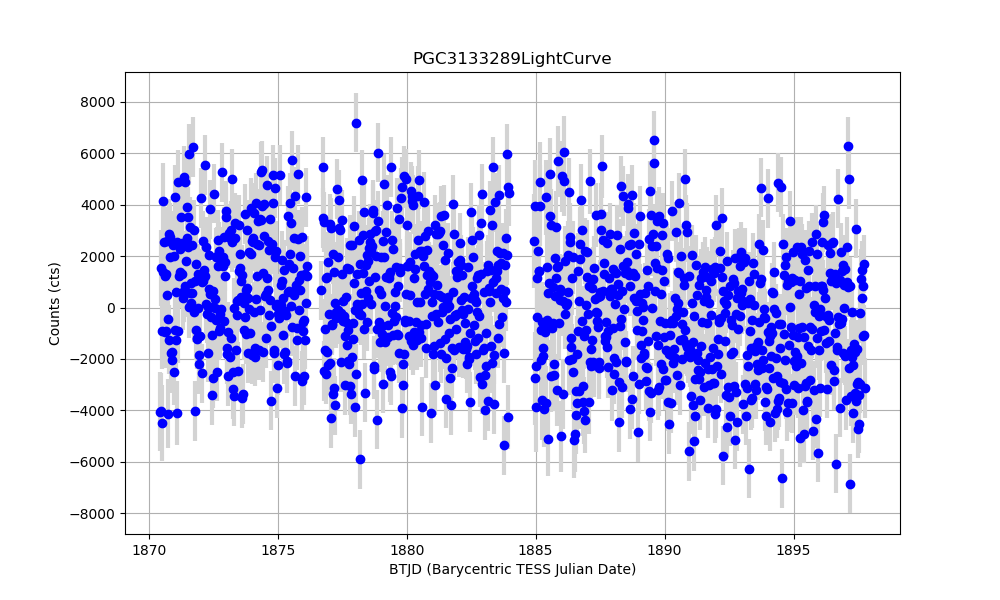 PGC3133289LightCurve
Counts (cts)
8000
6000
4000
2000
0
−2000
−4000
−6000
−8000
1870 1875 1880 1885 1890 1895
BTJD (Barycentric TESS Julian Date)